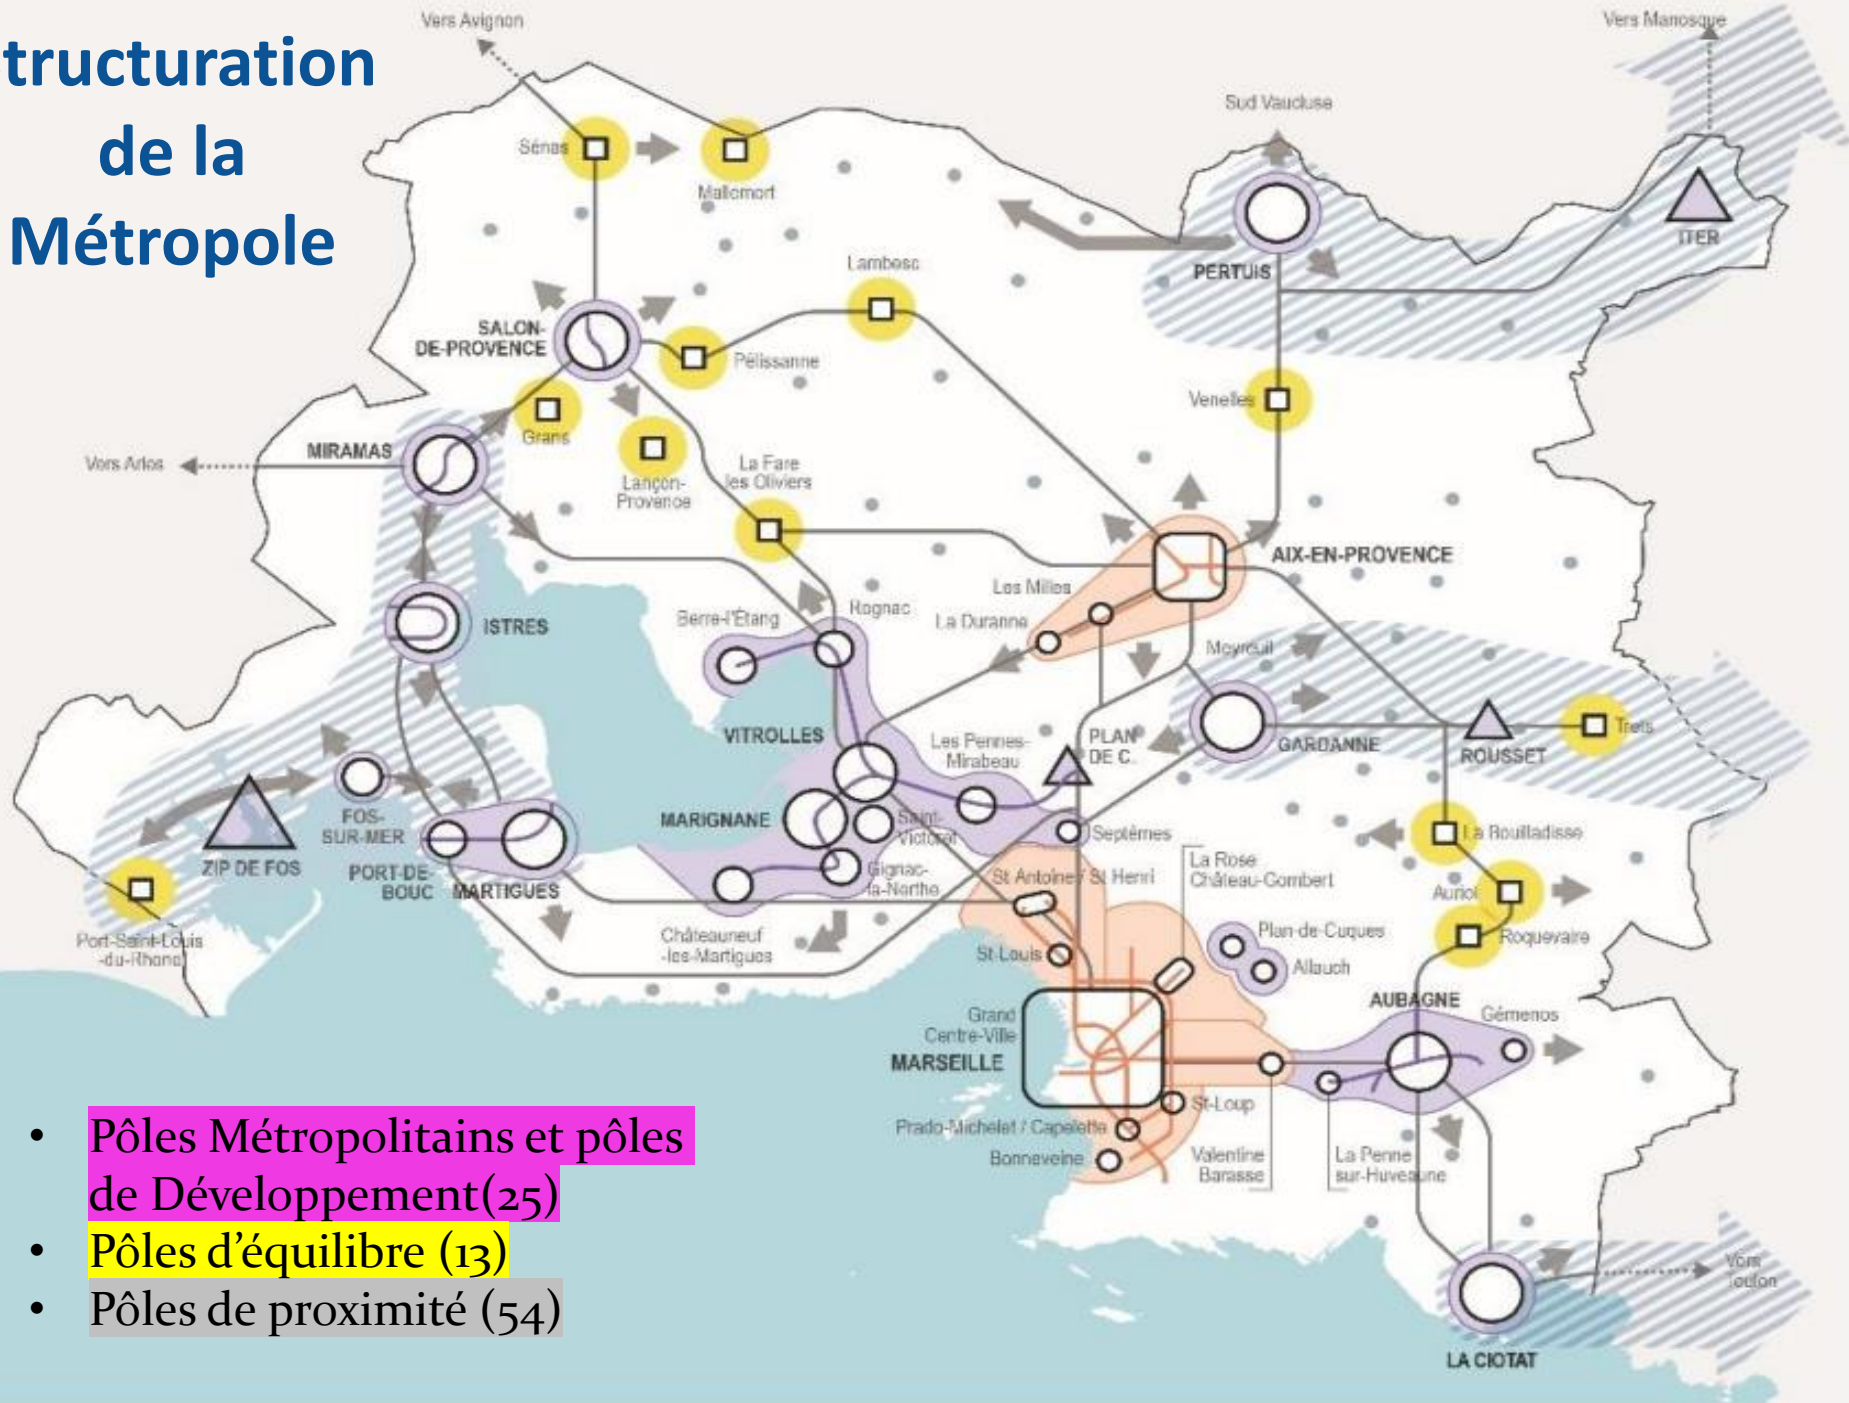 tructuration
de la
Métropole
Vers Avignon
Vers Manosque
Sud Vaucluse
Sénas
Mallemort
ITER
PERTUIS
Lambesc
SALON-
DE-PROVENCE
Pélissanne
Venelles
Grans
MIRAMAS
Vers Arles
Lançon-
Provence
La Fare
les Oliviers
AIX-EN-PROVENCE
Les Milles
La Duranne
Berre-l'Étang
Rognac
ISTRES
Meyreuil
VITROLLES
Les Pennes-
Mirabeau
PLAN
DE C.
GARDANNE
ROUSSET
Trets
MARIGNANE
Saint-
Victoret
Septèmes
La Bouilladisse
FOS-
SUR-MER
ZIP DE FOS
PORT-DE-
BOUC
MARTIGUES
Gignac-
la-Nerthe
St Antoine / St Henri
La Rose
Château-Gombert
Auriol
Roquevaire
Port-Saint-Louis
-du-Rhone
Châteauneuf
-les-Martigues
St-Louis
Plan-de-Cuques
Allauch
AUBAGNE
Gémenos
Grand
Centre-Ville
MARSEILLE
St-Loup
Prado-Michelet / Capelette
Bonneveine
Valentine
Barasse
La Penne
sur-Huveaune
Vers
Toulon
LA CIOTAT
• Pôles Métropolitains et pôles
de Développement(25)
• Pôles d'équilibre (13)
• Pôles de proximité (54)